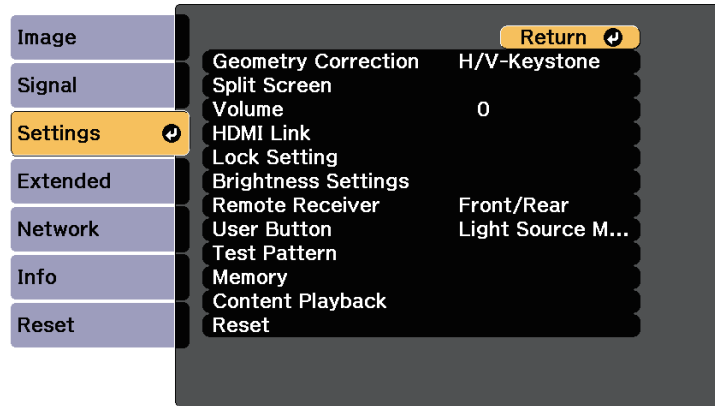 Image
Signal
Settings
Extended
Network
Info
Reset
Return
Geometry Correction H/V-Keystone
Split Screen
Volume 0
HDMI Link
Lock Setting
Brightness Settings
Remote Receiver Front/Rear
User Button Light Source M...
Test Pattern
Memory
Content Playback
Reset